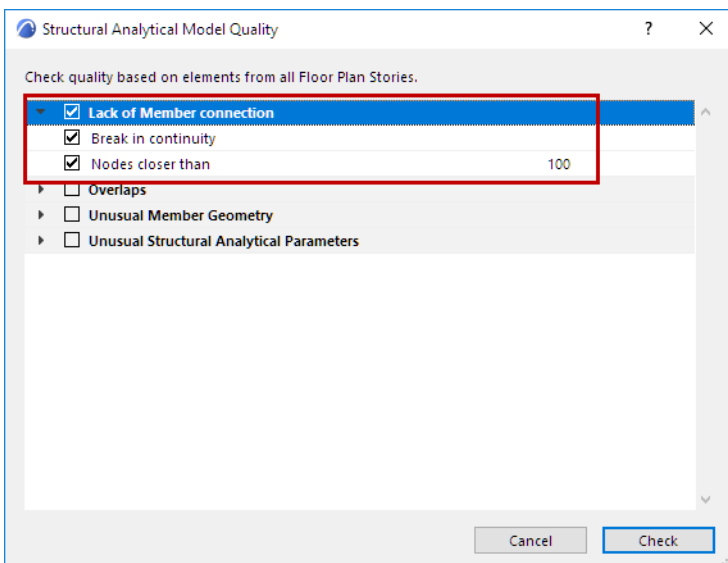 Structural Analytical Model Quality ?
Check quality based on elements from all Floor Plan Stories.
Lack of Member connection
Break in continuity
Nodes closer than 100
Overlaps
Unusual Member Geometry
Unusual Structural Analytical Parameters
Cancel Check